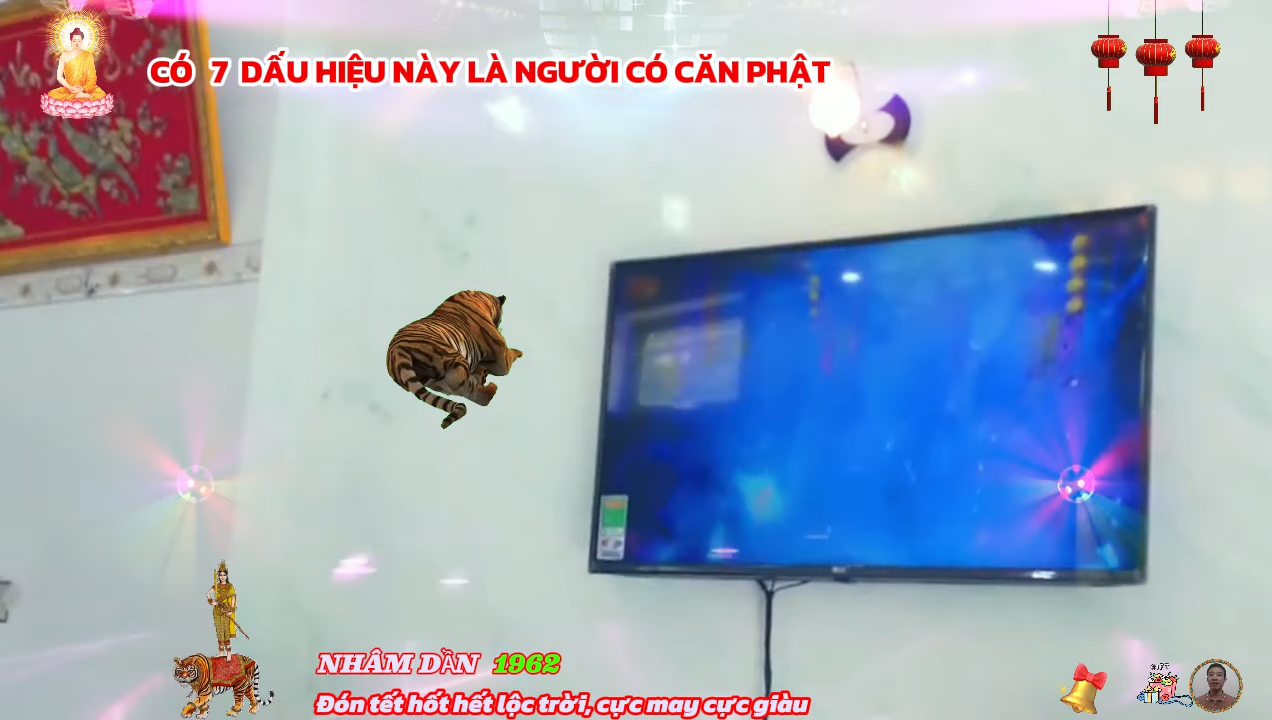 CÓ 7 DẤU HIỆU NÀY LÀ NGƯỜI CÓ CĂN PHẬT
NHÂM DẦN 1962
Đón tết hốt hết lộc trời, cực may cực giàu